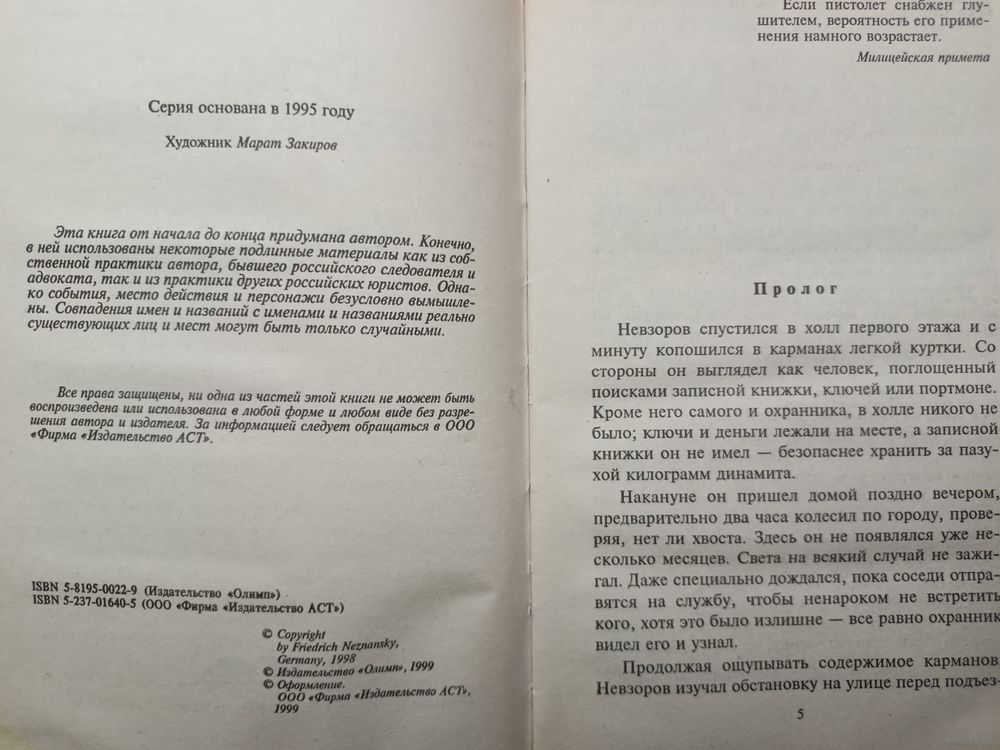 Серия основана в 1995 году
Художник Марат Закиров
Эта книга от начала до конца придумана автором. Конечно,
в ней использованы некоторые подлинные материалы как из соб-
ственной практики автора, бывшего российского следователя и
адвоката, так и из практики других российских юристов. Одна-
ко события, место действия и персонажи безусловно вымышле-
ны. Совпадения имен и названий с именами и названиями реально
существующих лиц и мест могут быть только случайными.
Все права защищены, ни одна из частей этой книги не может быть
воспроизведена или использована в любой форме и любом виде без разре-
шения автора и издателя. За информацией следует обращаться в ООО
«Фирма «Издательство АСТ».
ISBN 5-8195-0022-9 (Издательство «Олимп»)
ISBN 5-237-01640-5 (ООО «Фирма «Издательство АСТ»)
© Copyright
by Friedrich Neznansky,
Germany, 1998
© Издательство «Олимп», 1999
© Оформление.
ООО «Фирма «Издательство АСТ»,
1999
Если пистолет снабжен глу-
шителем, вероятность его приме-
нения намного возрастает.
Милицейская примета
Пролог
Невзоров спустился в холл первого этажа и с
минуту копошился в карманах легкой куртки. Со
стороны он выглядел как человек, поглощенный
поисками записной книжки, ключей или портмоне.
Кроме него самого и охранника, в холле никого не
было; ключи и деньги лежали на месте, а записной
книжки он не имел — безопаснее хранить за пазу-
хой килограмм динамита.
Накануне он пришел домой поздно вечером,
предварительно два часа колесил по городу, прове-
ряя, нет ли хвоста. Здесь он не появлялся уже не-
сколько месяцев. Света на всякий случай не зажи-
гал. Даже специально дождался, пока соседи отпра-
вятся на службу, чтобы ненароком не встретить
кого, хотя это было излишне — все равно охранник
видел его и узнал.
Продолжая ощупывать содержимое карманов,
Невзоров изучал обстановку на улице перед подъез-
5